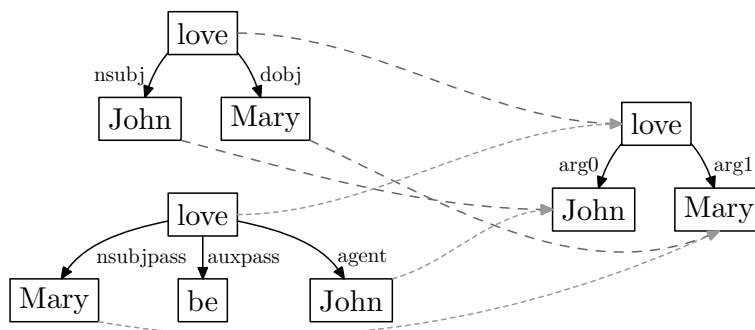 love
nsubj dobj
John Mary
love
arg0 arg1
John Mary
love
nsubjpass auxpass agent
Mary be John